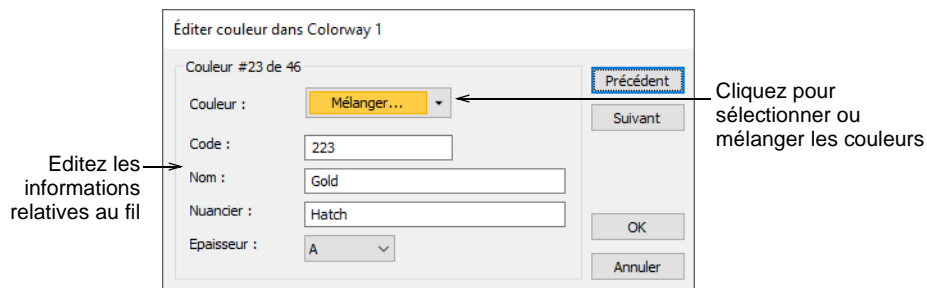 Éditer couleur dans Colorway 1
Couleur #23 de 46
Couleur :
Mélanger...
Précédent
Suivant
Cliquez pour
sélectionner ou
mélanger les couleurs
Editez les
informations
relatives au fil
Code :
223
Nom :
Gold
Nuancier :
Hatch
Epaisseur :
A
OK
Annuler